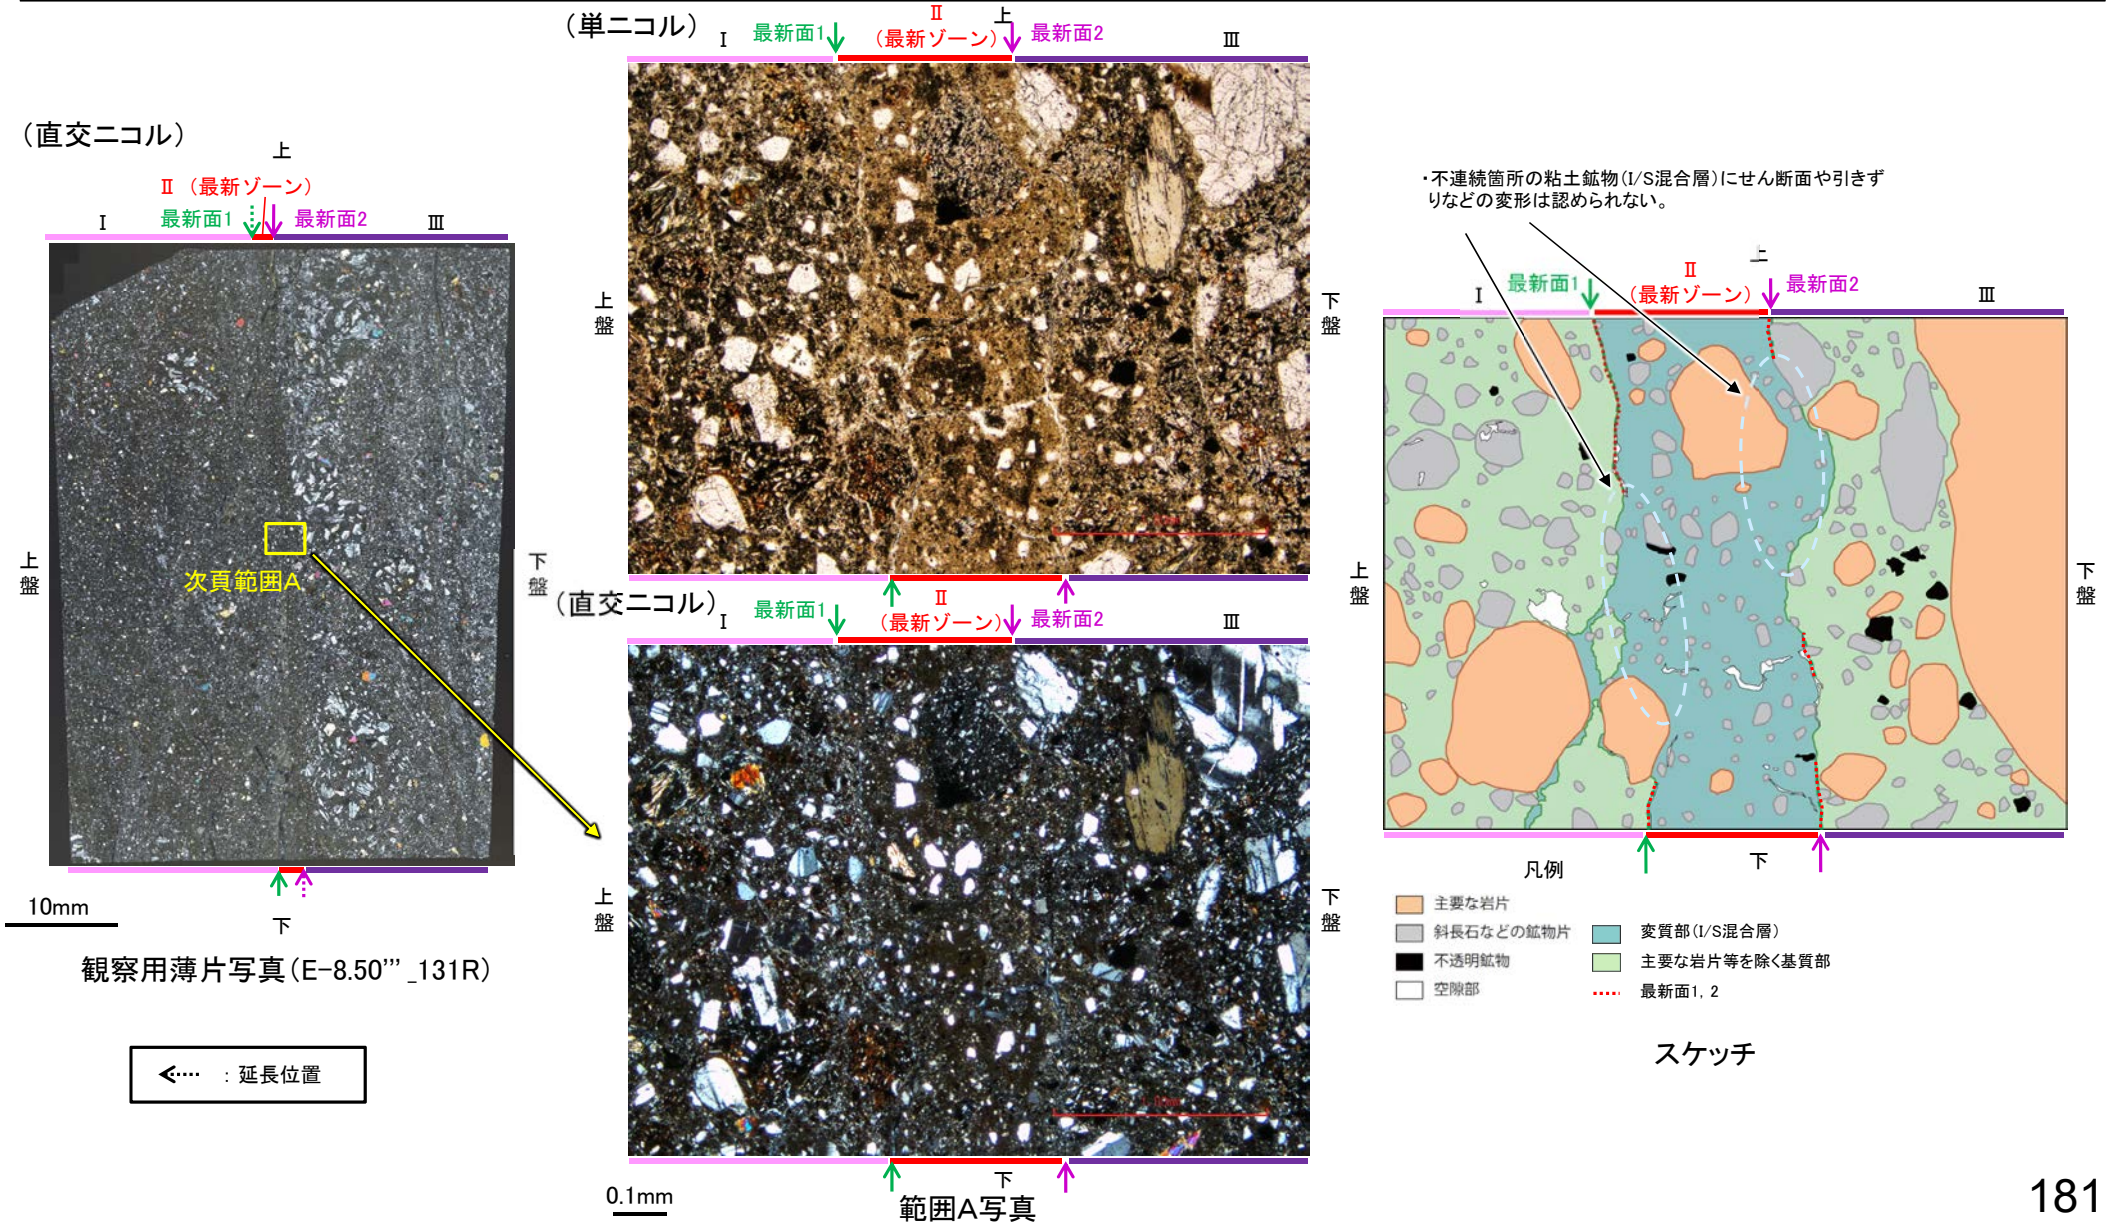 (直交ニコル)
上
Ⅱ (最新ゾーン)
Ⅰ
最新面1
最新面2
Ⅲ
上盤
下盤
次頁範囲A
10mm
下
観察用薄片写真(E-8.50’’’_131R)
: 延長位置
(単ニコル)
Ⅰ
最新面1
Ⅱ
(最新ゾーン)
上
最新面2
Ⅲ
上盤
下盤
(直交ニコル)
Ⅰ
最新面1
Ⅱ
(最新ゾーン)
最新面2
Ⅲ
上盤
下盤
0.1mm
下
範囲A写真
・不連続箇所の粘土鉱物(I/S混合層)にせん断面や引きず
りなどの変形は認められない。
上
Ⅰ
最新面1
Ⅱ
(最新ゾーン)
最新面2
Ⅲ
上盤
下盤
下
凡例
主要な岩片
斜長石などの鉱物片
不透明鉱物
空隙部
変質部(I/S混合層)
主要な岩片等を除く基質部
最新面1, 2
スケッチ
181